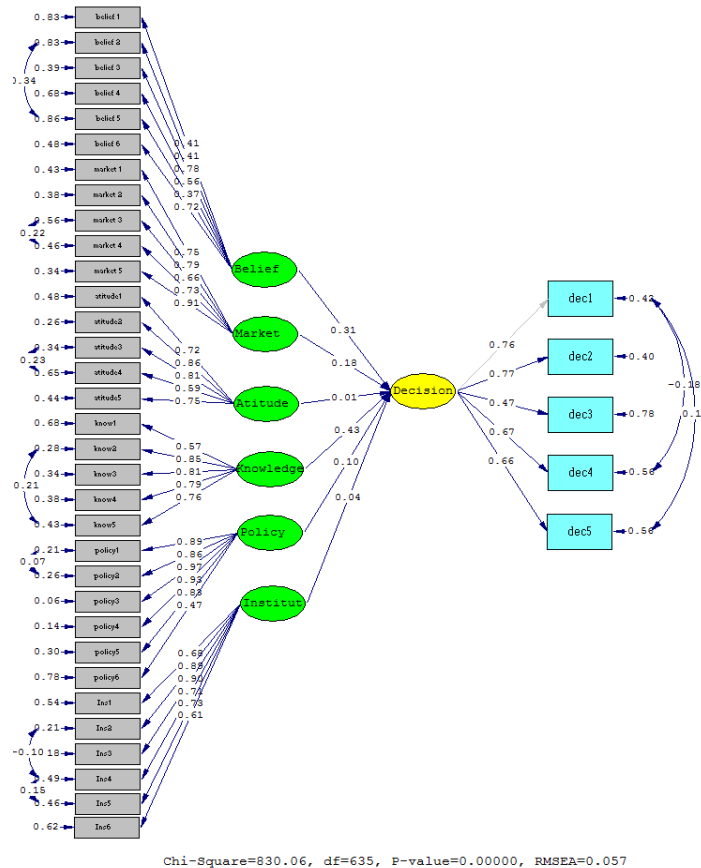 0.83 belief 1
0.83 belief 2
0.39 belief 3
0.34
0.68 belief 4
0.86 belief 5
0.48 belief 6
0.43 market 1
0.38 market 2
0.56 market 3
0.22
0.46 market 4
0.34 market 5
0.48 atitude1
0.26 atitude2
0.34 atitude3
0.23
0.65 atitude4
0.44 atitude5
0.68 know1
0.28 know2
0.34 know3
0.21
0.38 know4
0.43 know5
0.21 policy1
0.07
0.26 policy2
0.06 policy3
0.14 policy4
0.30 policy5
0.78 policy6
0.54 Ins1
0.21 Ins2
-0.10 18 Ins3
0.49 Ins4
0.15
0.46 Ins5
0.62 Ins6
0.41
0.41
0.78
0.56
0.37
0.72
0.75
0.79
0.66
0.73
0.91
0.72
0.86
0.81
0.59
0.75
0.57
0.85
0.81
0.79
0.76
0.89
0.86
0.97
0.93
0.83
0.47
0.89
0.90
0.71
0.73
0.61
Belief
Market
Atitude
Knowledge
Policy
Institut
0.31
0.18
0.01
0.43
0.10
0.04
Decision
0.76
0.77
0.47
0.67
0.66
dec1 0.42
dec2 0.40
-0.18
dec3 0.78
0.1
dec4 0.56
dec5 0.56
Chi-Square=830.06, df=635, P-value=0.00000, RMSEA=0.057